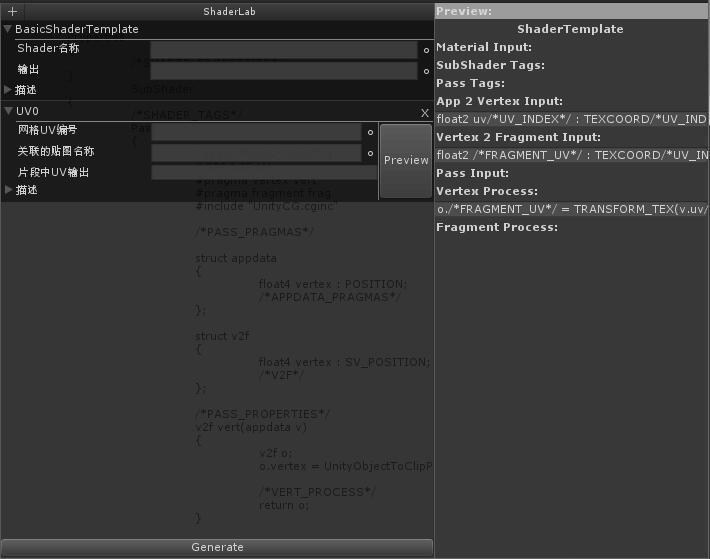 +
ShaderLab
BasicShaderTemplate
Shader名称
输出
描述
SubShader
{
UV0
X
/*SHADER_TAGS*/
Pass
{
网格UV编号
关联的贴图名称
片段中UV输出
Preview
描述
#pragma vertex vert
#pragma fragment frag
#include "UnityCG.cginc"
/*PASS_PRAGMAS*/
struct appdata
{
float4 vertex : POSITION;
/*APPDATA_PRAGMAS*/
};
struct v2f
{
float4 vertex : SV_POSITION;
/*V2F*/
};
/*PASS_PROPERTIES*/
v2f vert(appdata v)
{
v2f o;
o.vertex = UnityObjectToClipP
/*VERT_PROCESS*/
return o;
}
Generate
Preview:
ShaderTemplate
Material Input:
SubShader Tags:
Pass Tags:
App 2 Vertex Input:
float2 uv/*UV_INDEX*/ : TEXCOORD/*UV_IND
Vertex 2 Fragment Input:
float2 /*FRAGMENT_UV*/ : TEXCOORD/*UV_IN
Pass Input:
Vertex Process:
o./*FRAGMENT_UV*/ = TRANSFORM_TEX(v.uv/
Fragment Process: